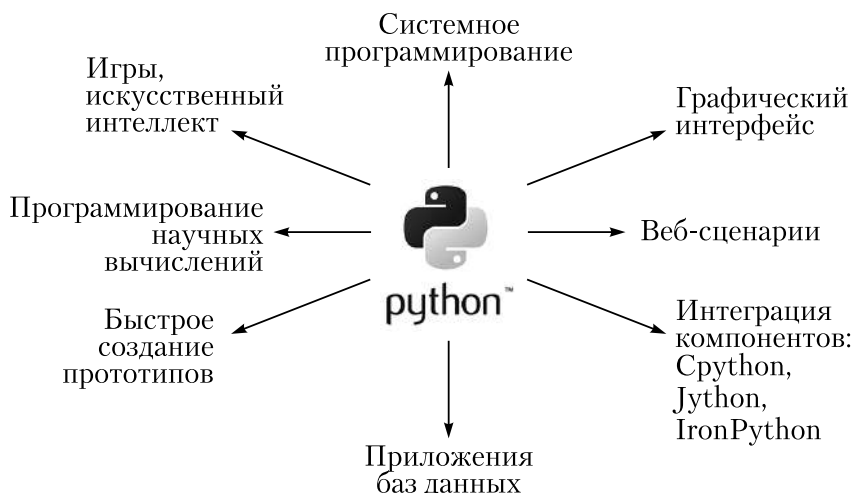 Системное
программирование
Игры,
искусственный
интеллект
Графический
интерфейс
Программирование
научных
вычислений
Веб-сценарии
python™
Быстрое
создание
прототипов
Интеграция
компонентов:
Cpython,
Jython,
IronPython
Приложения
баз данных